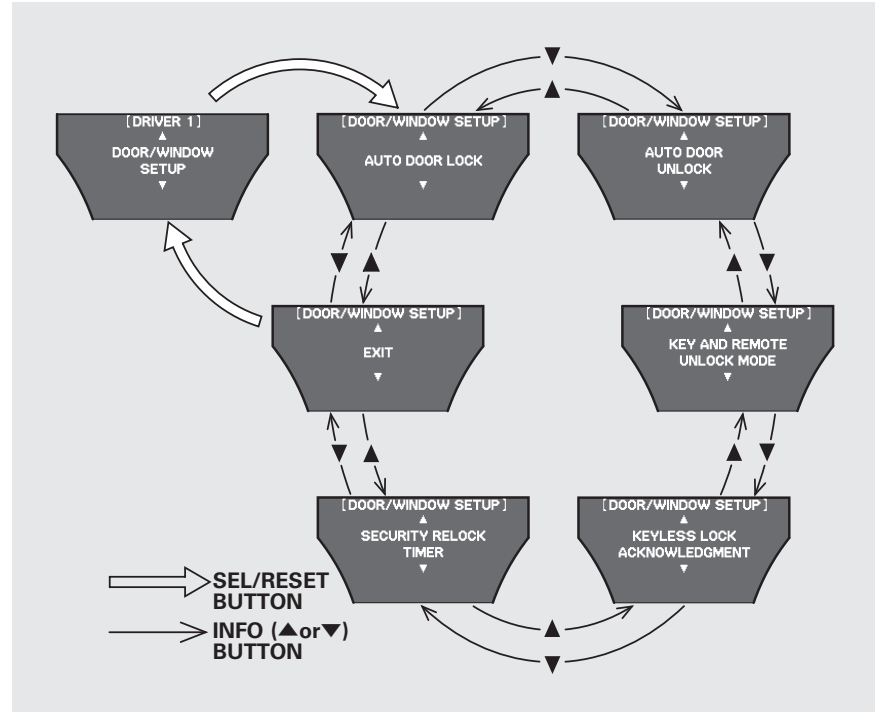 [DRIVER 1]
▲
DOOR/WINDOW
SETUP
▼
[DOOR/WINDOW SETUP]
▲
AUTO DOOR LOCK
▼
[DOOR/WINDOW SETUP]
▲
AUTO DOOR
UNLOCK
▼
[DOOR/WINDOW SETUP]
▲
EXIT
▼
[DOOR/WINDOW SETUP]
▲
KEY AND REMOTE
UNLOCK MODE
▼
[DOOR/WINDOW SETUP]
▲
SECURITY RELOCK
TIMER
▼
[DOOR/WINDOW SETUP]
▲
KEYLESS LOCK
ACKNOWLEDGMENT
▼
SEL/RESET
BUTTON
INFO (▲or▼)
BUTTON